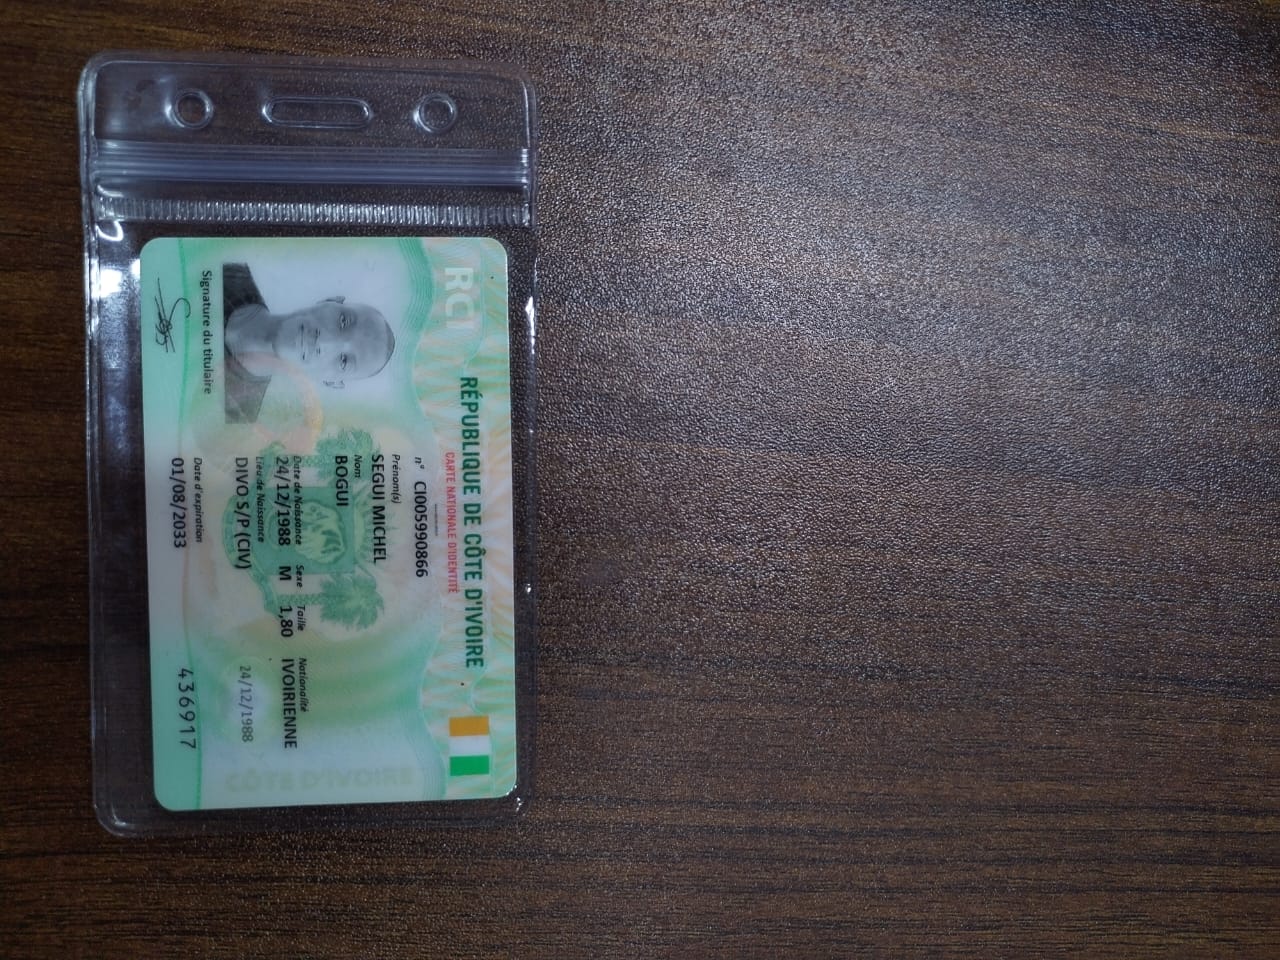 RCI
RÉPUBLIQUE DE CÔTE D'IVOIRE
CARTE NATIONALE D'IDENTITÉ
n° CI005990866
Prénom(s)
SEGUI MICHEL
Nom
BOGUI
Date de Naissance Sexe Taille Nationalité
24/12/1988 M 1,80 IVOIRIENNE
Lieu de Naissance
DIVO S/P (CIV)
24/12/1988
Signature du titulaire
Date d'expiration
01/08/2033
436917
CÔTE D'IVOIRE